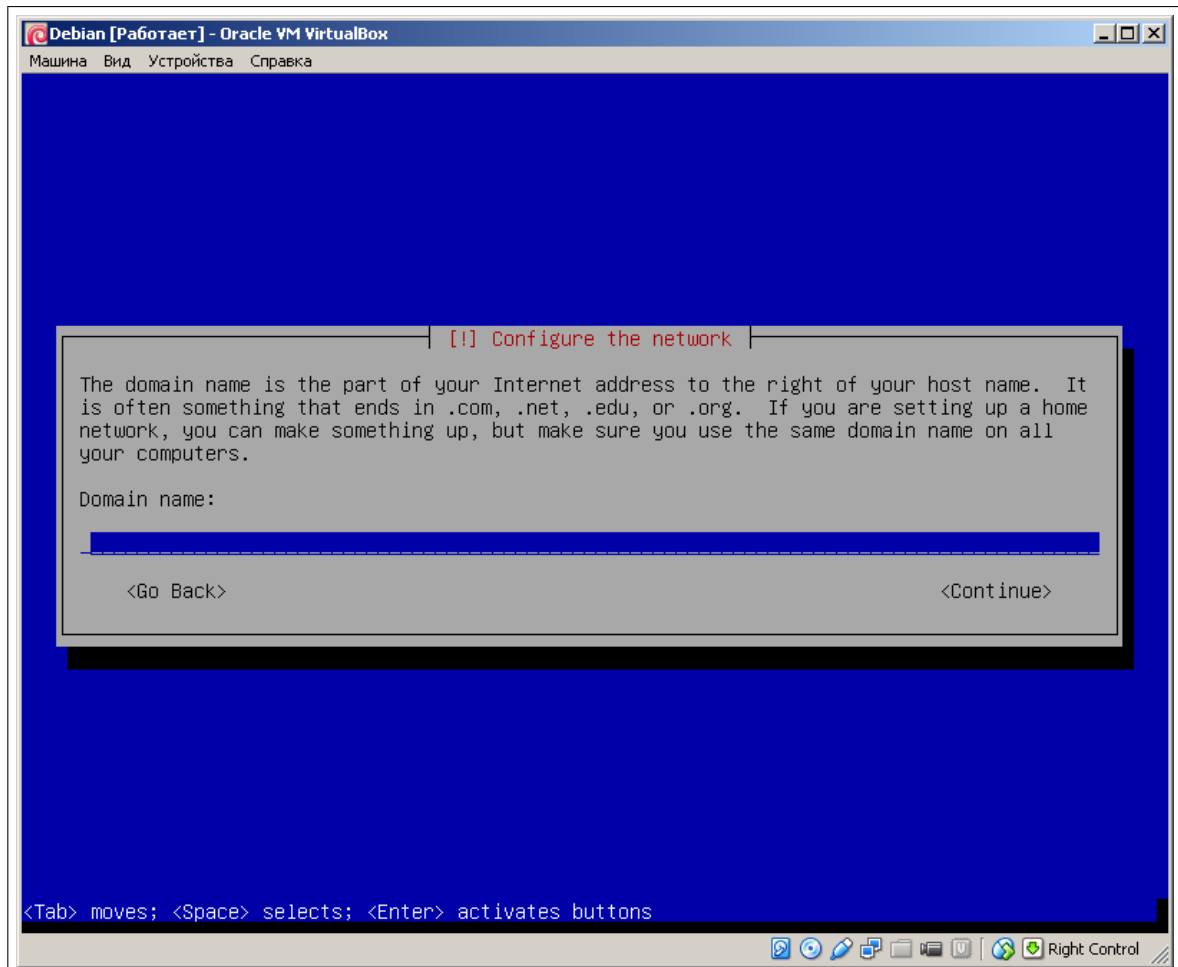 Debian [Работает] - Oracle VM VirtualBox
Машина Вид Устройства Справка
[!] Configure the network
The domain name is the part of your Internet address to the right of your host name. It
is often something that ends in .com, .net, .edu, or .org. If you are setting up a home
network, you can make something up, but make sure you use the same domain name on all
your computers.
Domain name:
<Go Back> <Continue>
<Tab> moves; <Space> selects; <Enter> activates buttons
Right Control